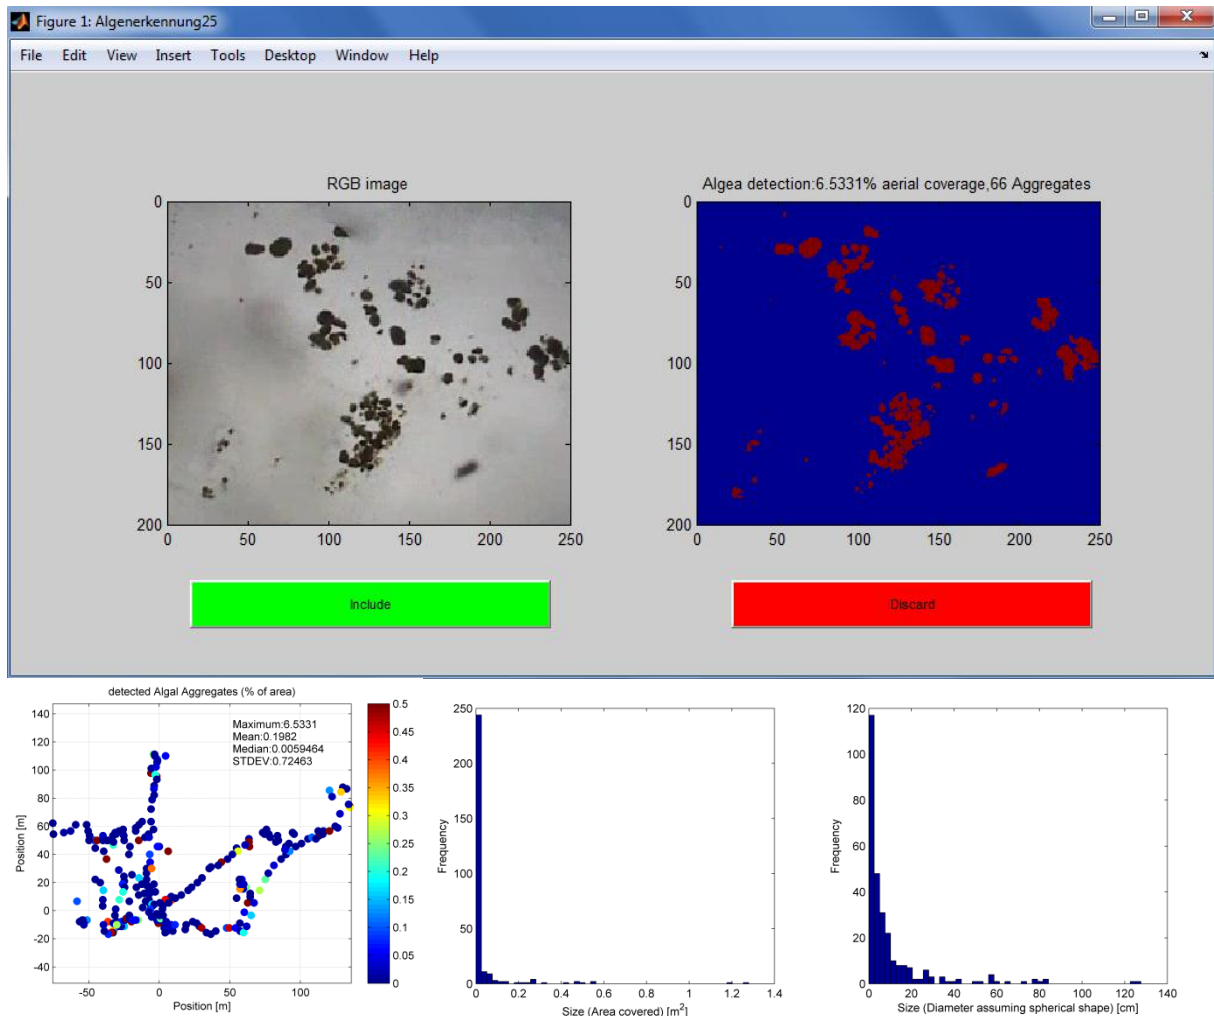 Figure 1: Algenerkennung25
File Edit View Insert Tools Desktop Window Help
RGB image
0
50
100
150
200
0 50 100 150 200 250
Include
Algea detection:6.5331% aerial coverage,66 Aggregates
0
50
100
150
200
0 50 100 150 200 250
Discard
detected Algal Aggregates (% of area)
Maximum:6.5331
Mean:0.1982
Median:0.0059464
STDEV:0.72463
Position [m]
140
120
100
80
60
40
20
0
-20
-40
-50 0 50 100
Position [m]
0.5
0.45
0.4
0.35
0.3
0.25
0.2
0.15
0.1
0.05
0
Frequency
250
200
150
100
50
0
0 0.2 0.4 0.6 0.8 1 1.2 1.4
Size (Area covered) [m²]
Frequency
120
100
80
60
40
20
0
0 20 40 60 80 100 120 140
Size (Diameter assuming spherical shape) [cm]